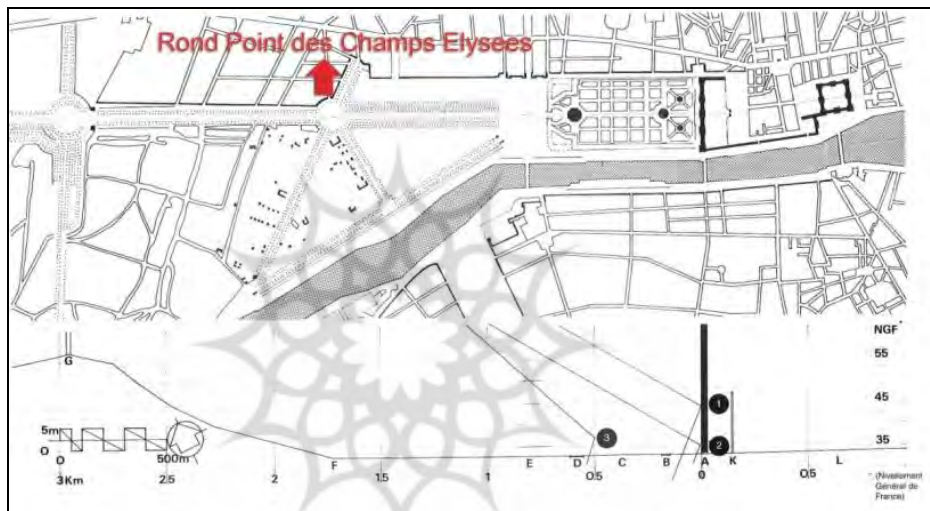 Rond Point des Champs Elysees
NGF
55
45
35
G
5m
O
O
500m
3Km
2.5
F
2
1.5
1
E
D
3
0.5
C
B
1
2
A
K
0
0.5
L
(Nivellement
Général de
France)